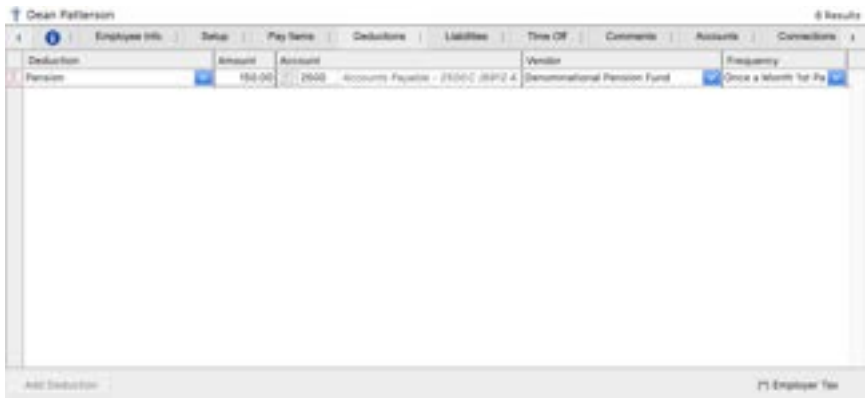 Dean Patterson
6 Results
Employee Info Setup Pay Items Deductions Liabilities Time Off Comments Accounts Connections
Deduction Amount Account Vendor Frequency
Pension 150.00 2500 Accounts Payable - Denominational Pension Fund Once a Month 1st Pa
Add Deduction
(*) Employer Tax